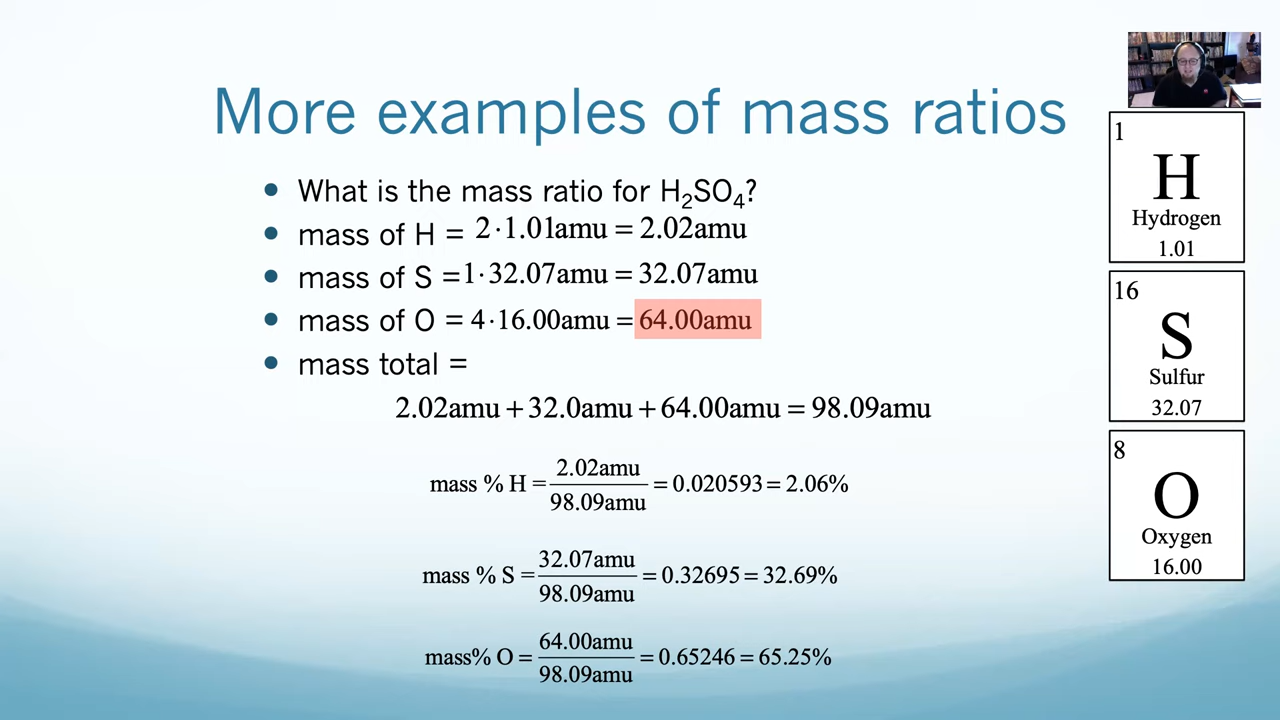 More examples of mass ratios
• What is the mass ratio for H₂SO₄?
• mass of H = 2·1.01amu = 2.02amu
• mass of S =1·32.07amu = 32.07amu
• mass of O = 4·16.00amu = 64.00amu
• mass total =
2.02amu + 32.0amu + 64.00amu = 98.09amu
mass % H = 2.02amu / 98.09amu = 0.020593 = 2.06%
mass % S = 32.07amu / 98.09amu = 0.32695 = 32.69%
mass% O = 64.00amu / 98.09amu = 0.65246 = 65.25%
1
H
Hydrogen
1.01
16
S
Sulfur
32.07
8
O
Oxygen
16.00